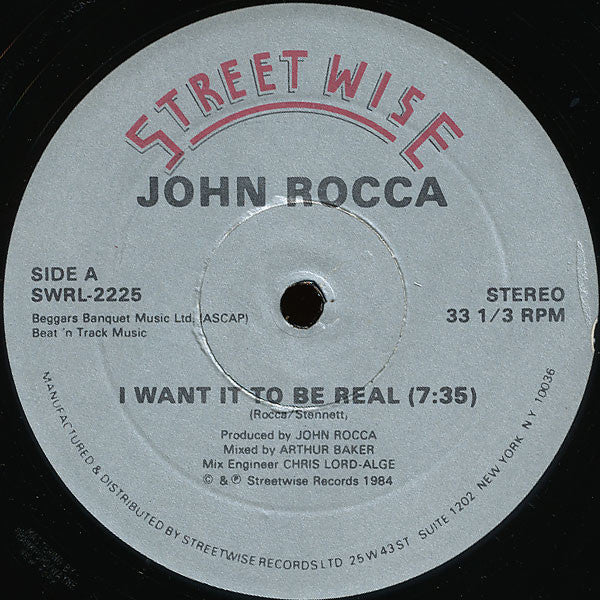 STREETWISE
JOHN ROCCA
SIDE A
SWRL-2225
Beggars Banquet Music Ltd. (ASCAP)
Beat 'n Track Music
STEREO
33 1/3 RPM
I WANT IT TO BE REAL (7:35)
(Rocca/Stennett)
Produced by JOHN ROCCA
Mixed by ARTHUR BAKER
Mix Engineer CHRIS LORD-ALGE
© & ℗ Streetwise Records 1984
MANUFACTURED & DISTRIBUTED BY STREETWISE RECORDS LTD 25 W 43 ST SUITE 1202 NEW YORK N Y 10036